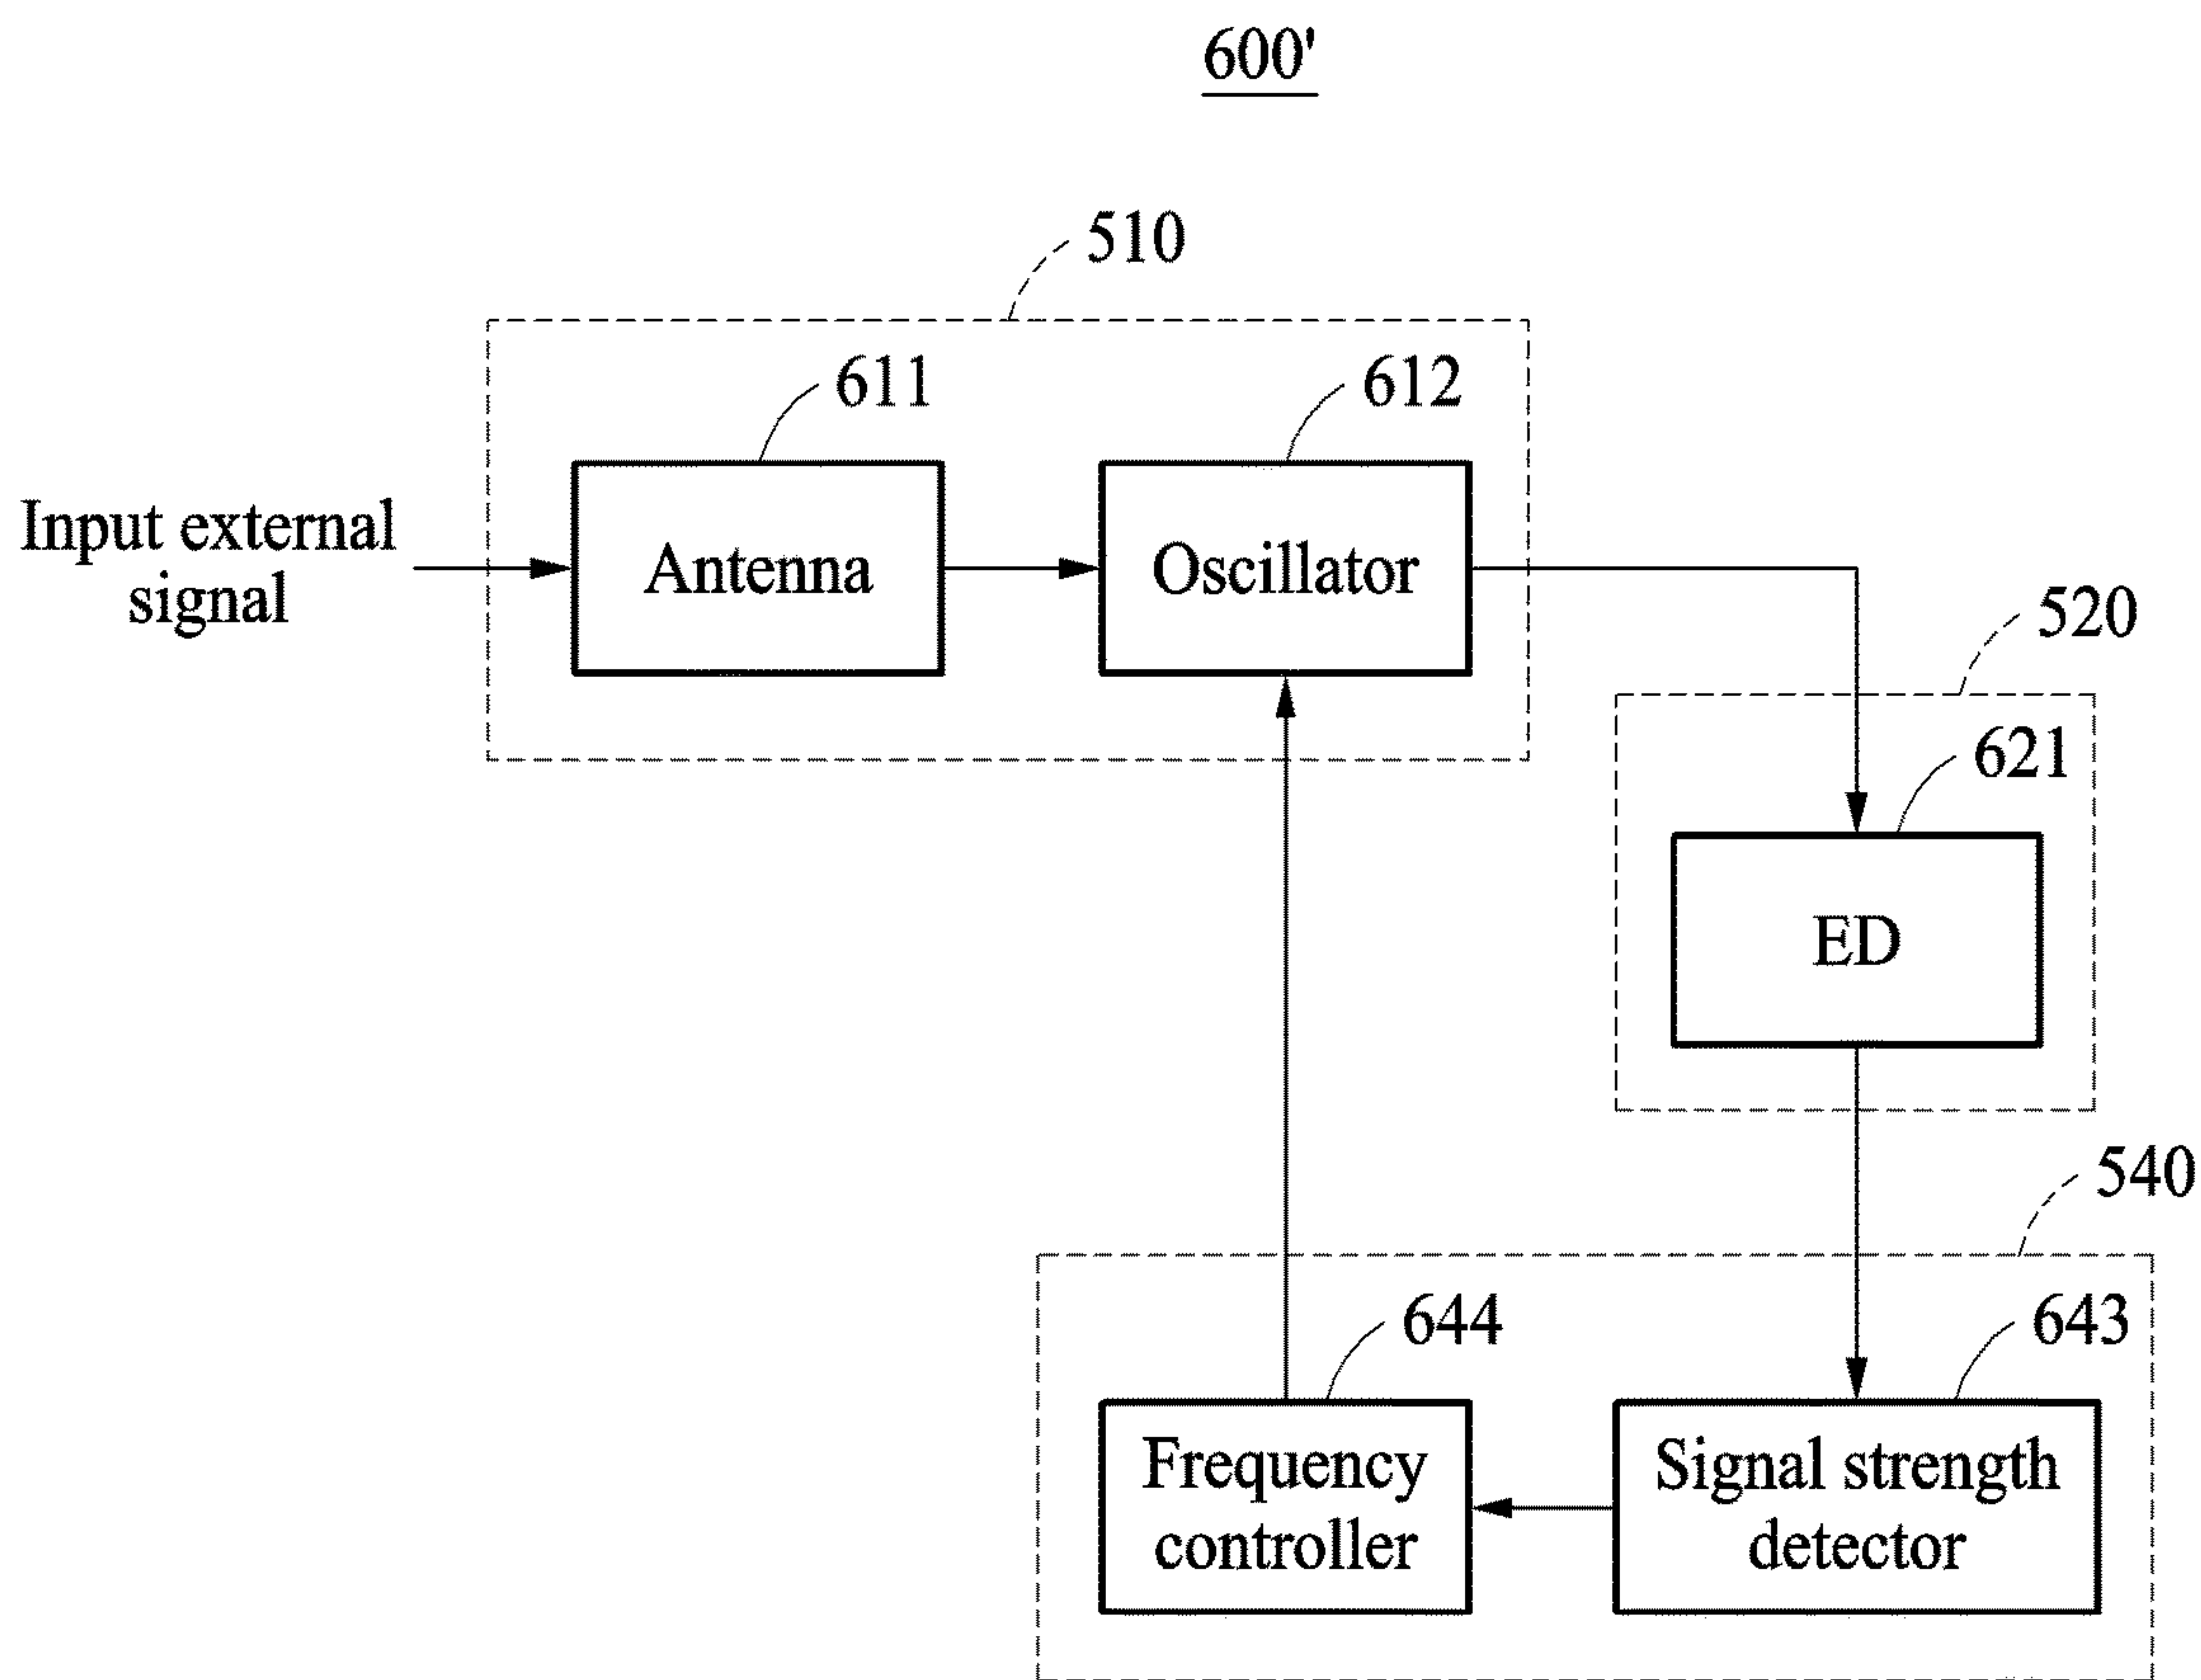 600'
510
611
612
Input external
signal
Antenna
Oscillator
520
621
ED
540
644
643
Frequency
controller
Signal strength
detector